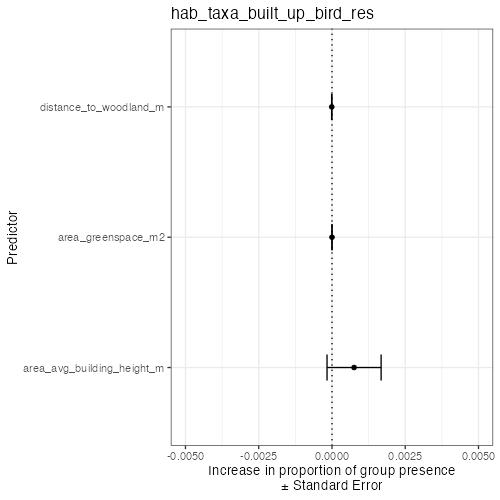 hab_taxa_built_up_bird_res
distance_to_woodland_m
area_greenspace_m2
area_avg_building_height_m
Predictor
-0.0050 -0.0025 0.0000 0.0025 0.0050
Increase in proportion of group presence
± Standard Error